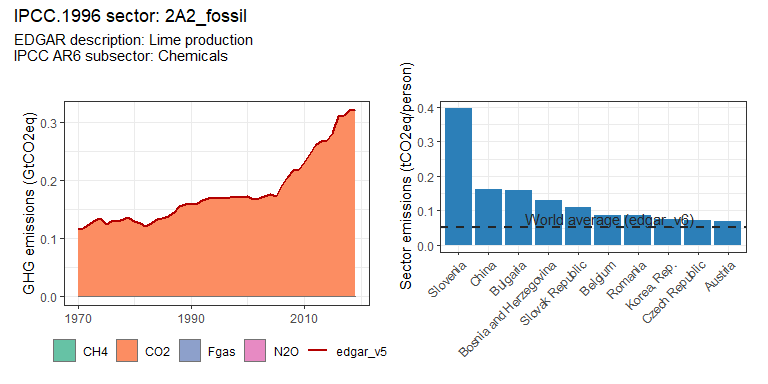 IPCC.1996 sector: 2A2_fossil
EDGAR description: Lime production
IPCC AR6 subsector: Chemicals
GHG emissions (GtCO2eq)
0.3
0.2
0.1
0.0
1970
1990
2010
CH4
CO2
Fgas
N2O
edgar_v5
Sector emissions (tCO2eq/person)
0.4
0.3
0.2
0.1
0.0
World average (edgar_v6)
Slovenia
China
Bulgaria
Bosnia and Herzegovina
Slovak Republic
Belgium
Romania
Korea, Rep.
Czech Republic
Austria